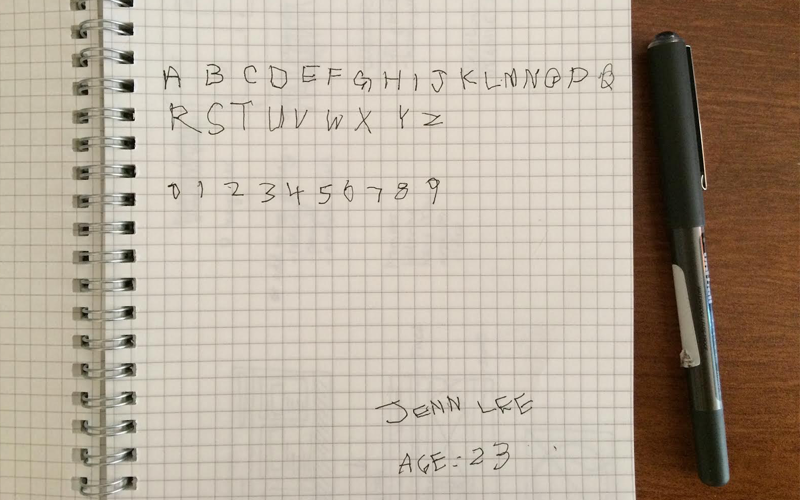 A B C D E F G H I J K L M N O P Q
R S T U V W X Y Z
0 1 2 3 4 5 6 7 8 9
JENN LEE
AGE: 23